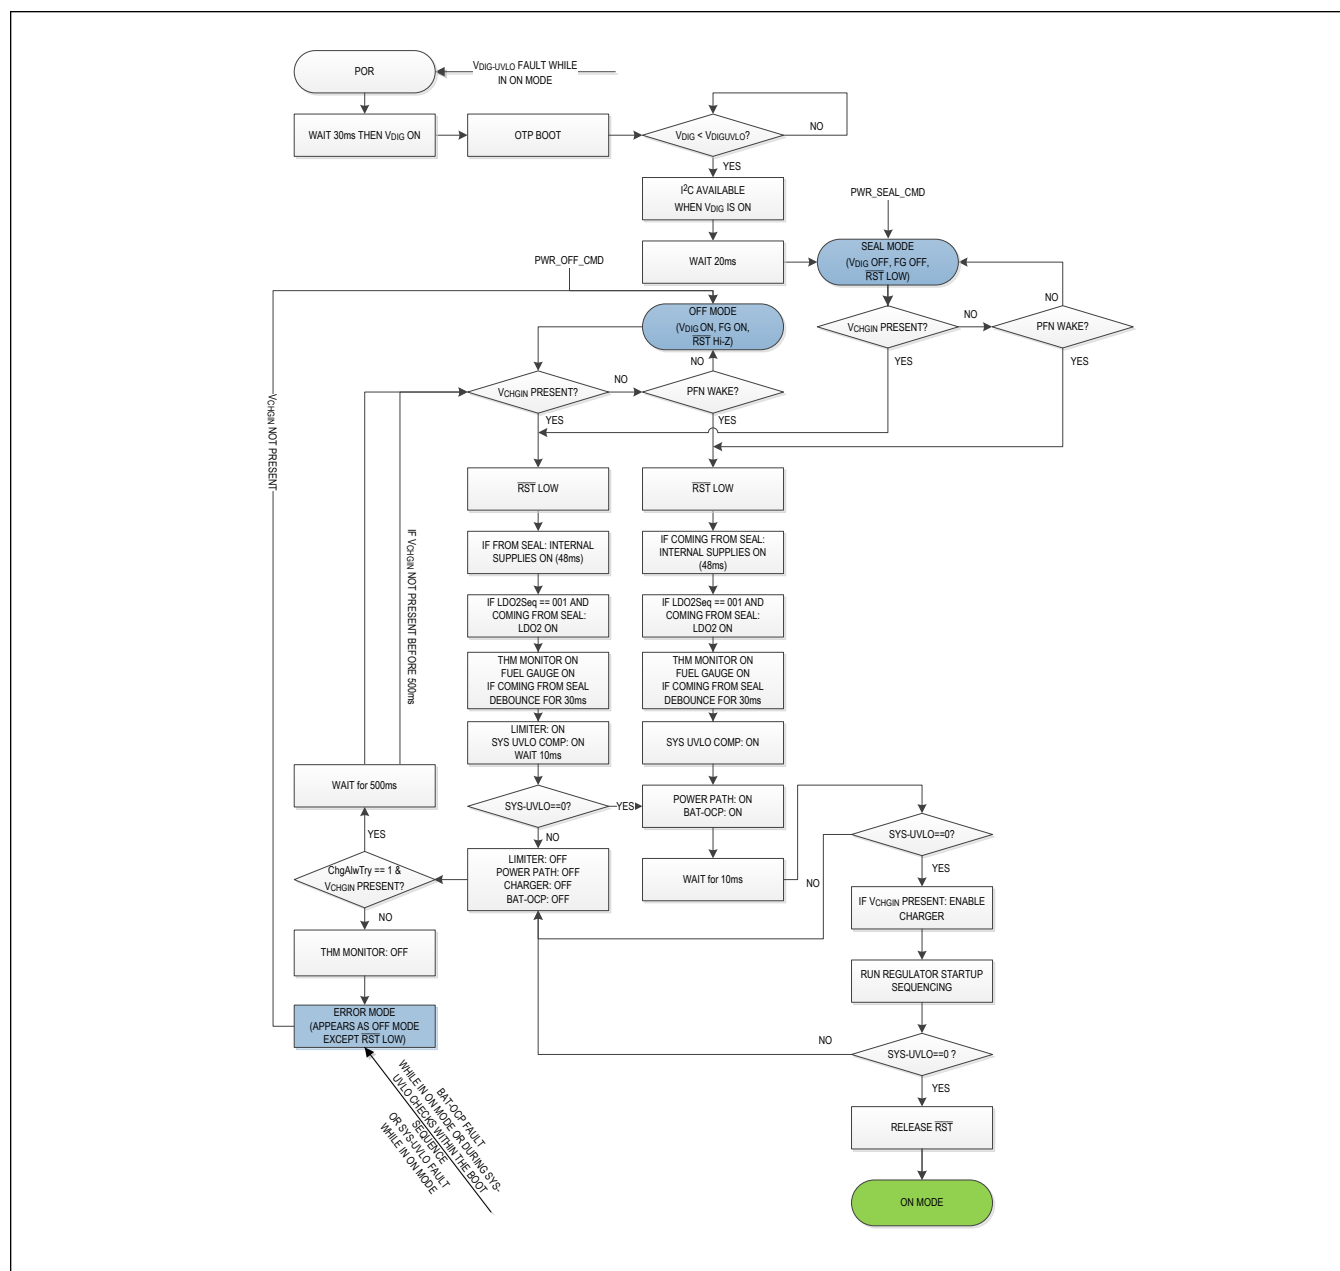 POR
VDIG-UVLO FAULT WHILE
IN ON MODE
WAIT 30ms THEN VDIG ON
OTP BOOT
VDIG < VDIGUVLO?
NO
YES
I2C AVAILABLE
WHEN VDIG IS ON
WAIT 20ms
PWR_SEAL_CMD
SEAL MODE
(VDIG OFF, FG OFF,
RST LOW)
VCHGIN PRESENT?
NO
PFN WAKE?
NO
YES
YES
PWR_OFF_CMD
OFF MODE
(VDIG ON, FG ON,
RST Hi-Z)
NO
VCHGIN PRESENT?
NO
PFN WAKE?
YES
YES
VCHGIN NOT PRESENT
IF VCHGIN NOT PRESENT BEFORE 500ms
RST LOW
RST LOW
IF FROM SEAL: INTERNAL
SUPPLIES ON (48ms)
IF COMING FROM SEAL:
INTERNAL SUPPLIES ON
(48ms)
IF LDO2Seq == 001 AND
COMING FROM SEAL:
LDO2 ON
IF LDO2Seq == 001 AND
COMING FROM SEAL:
LDO2 ON
THM MONITOR ON
FUEL GAUGE ON
IF COMING FROM SEAL
DEBOUNCE FOR 30ms
THM MONITOR ON
FUEL GAUGE ON
IF COMING FROM SEAL
DEBOUNCE FOR 30ms
LIMITER: ON
SYS UVLO COMP: ON
WAIT 10ms
SYS UVLO COMP: ON
WAIT for 500ms
SYS-UVLO==0?
YES
POWER PATH: ON
BAT-OCP: ON
YES
NO
SYS-UVLO==0?
ChgAlwTry == 1 &
VCHGIN PRESENT?
LIMITER: OFF
POWER PATH: OFF
CHARGER: OFF
BAT-OCP: OFF
WAIT for 10ms
NO
YES
IF VCHGIN PRESENT: ENABLE
CHARGER
NO
THM MONITOR: OFF
RUN REGULATOR STARTUP
SEQUENCING
ERROR MODE
(APPEARS AS OFF MODE
EXCEPT RST LOW)
NO
SYS-UVLO==0 ?
YES
BAT-OCP FAULT
WHILE IN ON MODE OR DURING SYS-
UVLO CHECKS WITHIN THE BOOT
SEQUENCE
OR SYS-UVLO FAULT
WHILE IN ON MODE
RELEASE RST
ON MODE